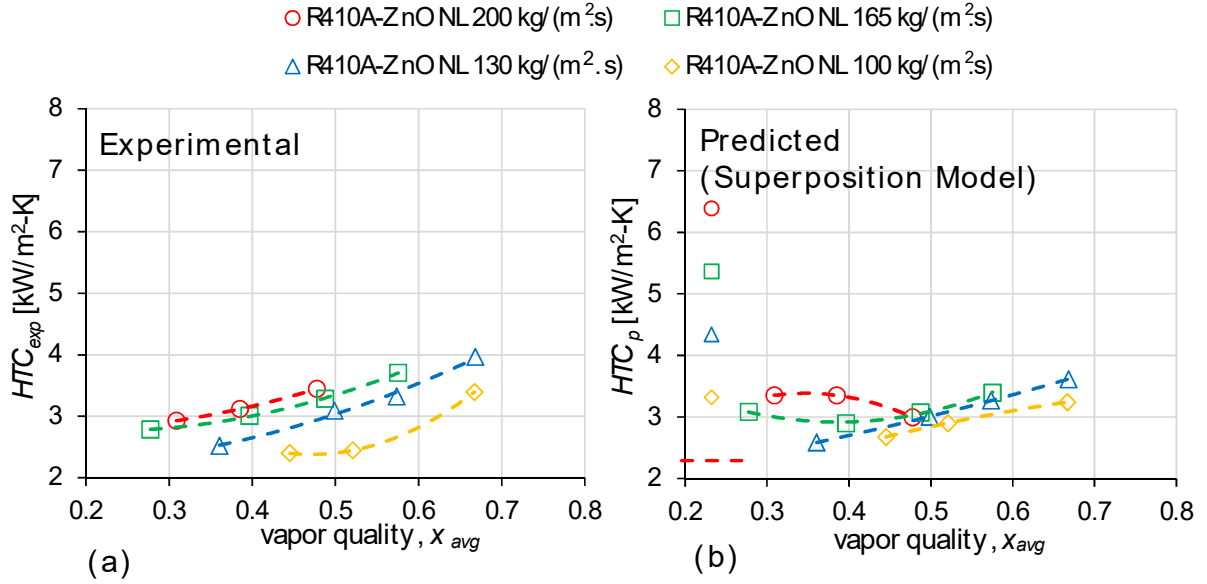 R410A-ZnO NL 200 kg/(m².s)
R410A-ZnO NL 165 kg/(m².s)
R410A-ZnO NL 130 kg/(m². s)
R410A-ZnO NL 100 kg/(m².s)
Experimental
HTCexp [kW/m²-K]
8
7
6
5
4
3
2
0.2 0.3 0.4 0.5 0.6 0.7 0.8
vapor quality, x avg
(a)
Predicted
(Superposition Model)
HTCp [kW/m²-K]
8
7
6
5
4
3
2
0.2 0.3 0.4 0.5 0.6 0.7 0.8
vapor quality, xavg
(b)